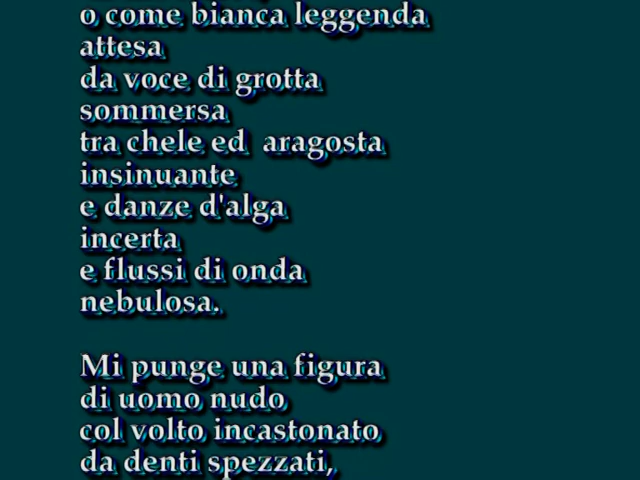 o come bianca leggenda
attesa
da voce di grotta
sommersa
tra chele ed  aragosta
insinuante
e danze d'alga
incerta
e flussi di onda
nebulosa.

Mi punge una figura
di uomo nudo
col volto incastonato
da denti spezzati,